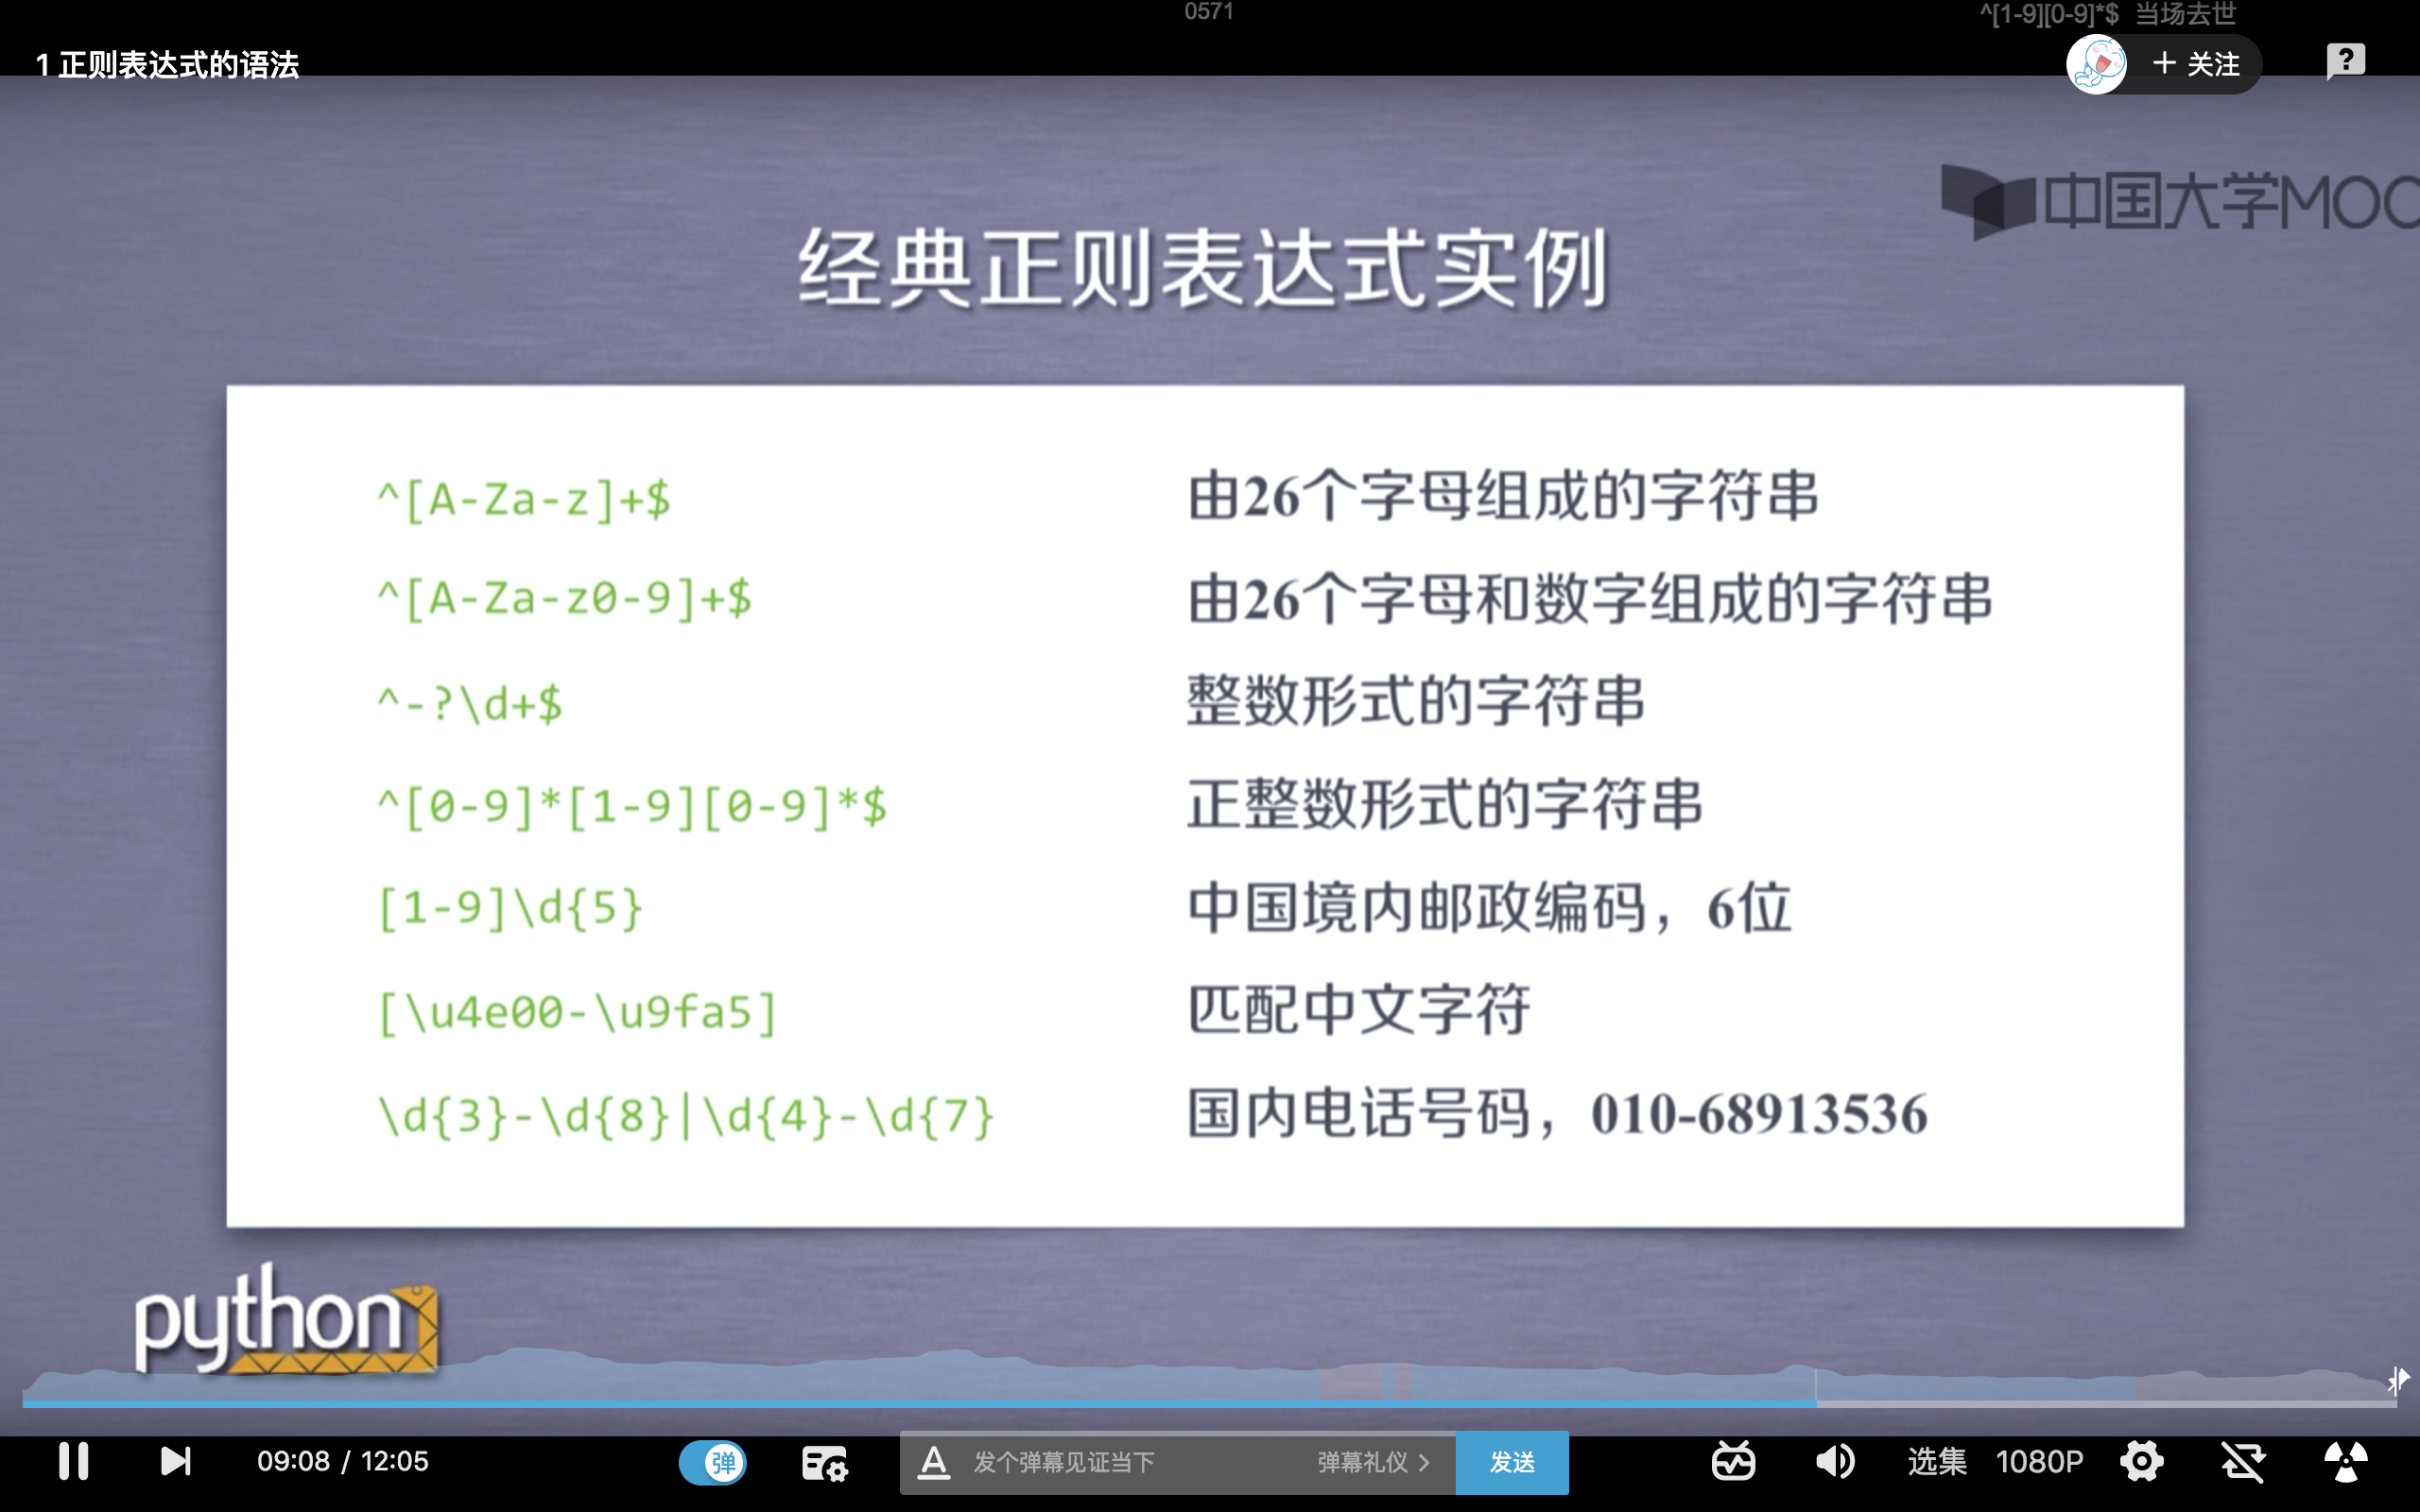 0571
^[1-9][0-9]*$ 当场去世
1 正则表达式的语法
+ 关注
中国大学MOO
经典正则表达式实例
^[A-Za-z]+$ 由26个字母组成的字符串
^[A-Za-z0-9]+$ 由26个字母和数字组成的字符串
^-?\d+$ 整数形式的字符串
^[0-9]*[1-9][0-9]*$ 正整数形式的字符串
[1-9]\d{5} 中国境内邮政编码，6位
[\u4e00-\u9fa5] 匹配中文字符
\d{3}-\d{8}|\d{4}-\d{7} 国内电话号码，010-68913536
python
09:08 / 12:05 弹 A 发个弹幕见证当下 弹幕礼仪 > 发送 选集 1080P